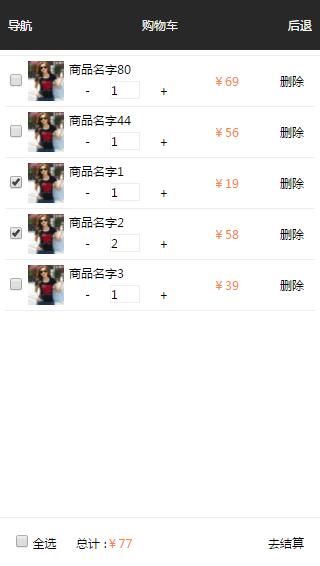 导航 购物车 后退
商品名字80
- 1 + ￥69 删除
商品名字44
- 1 + ￥56 删除
商品名字1
- 1 + ￥19 删除
商品名字2
- 2 + ￥58 删除
商品名字3
- 1 + ￥39 删除
全选 总计 :￥77 去结算